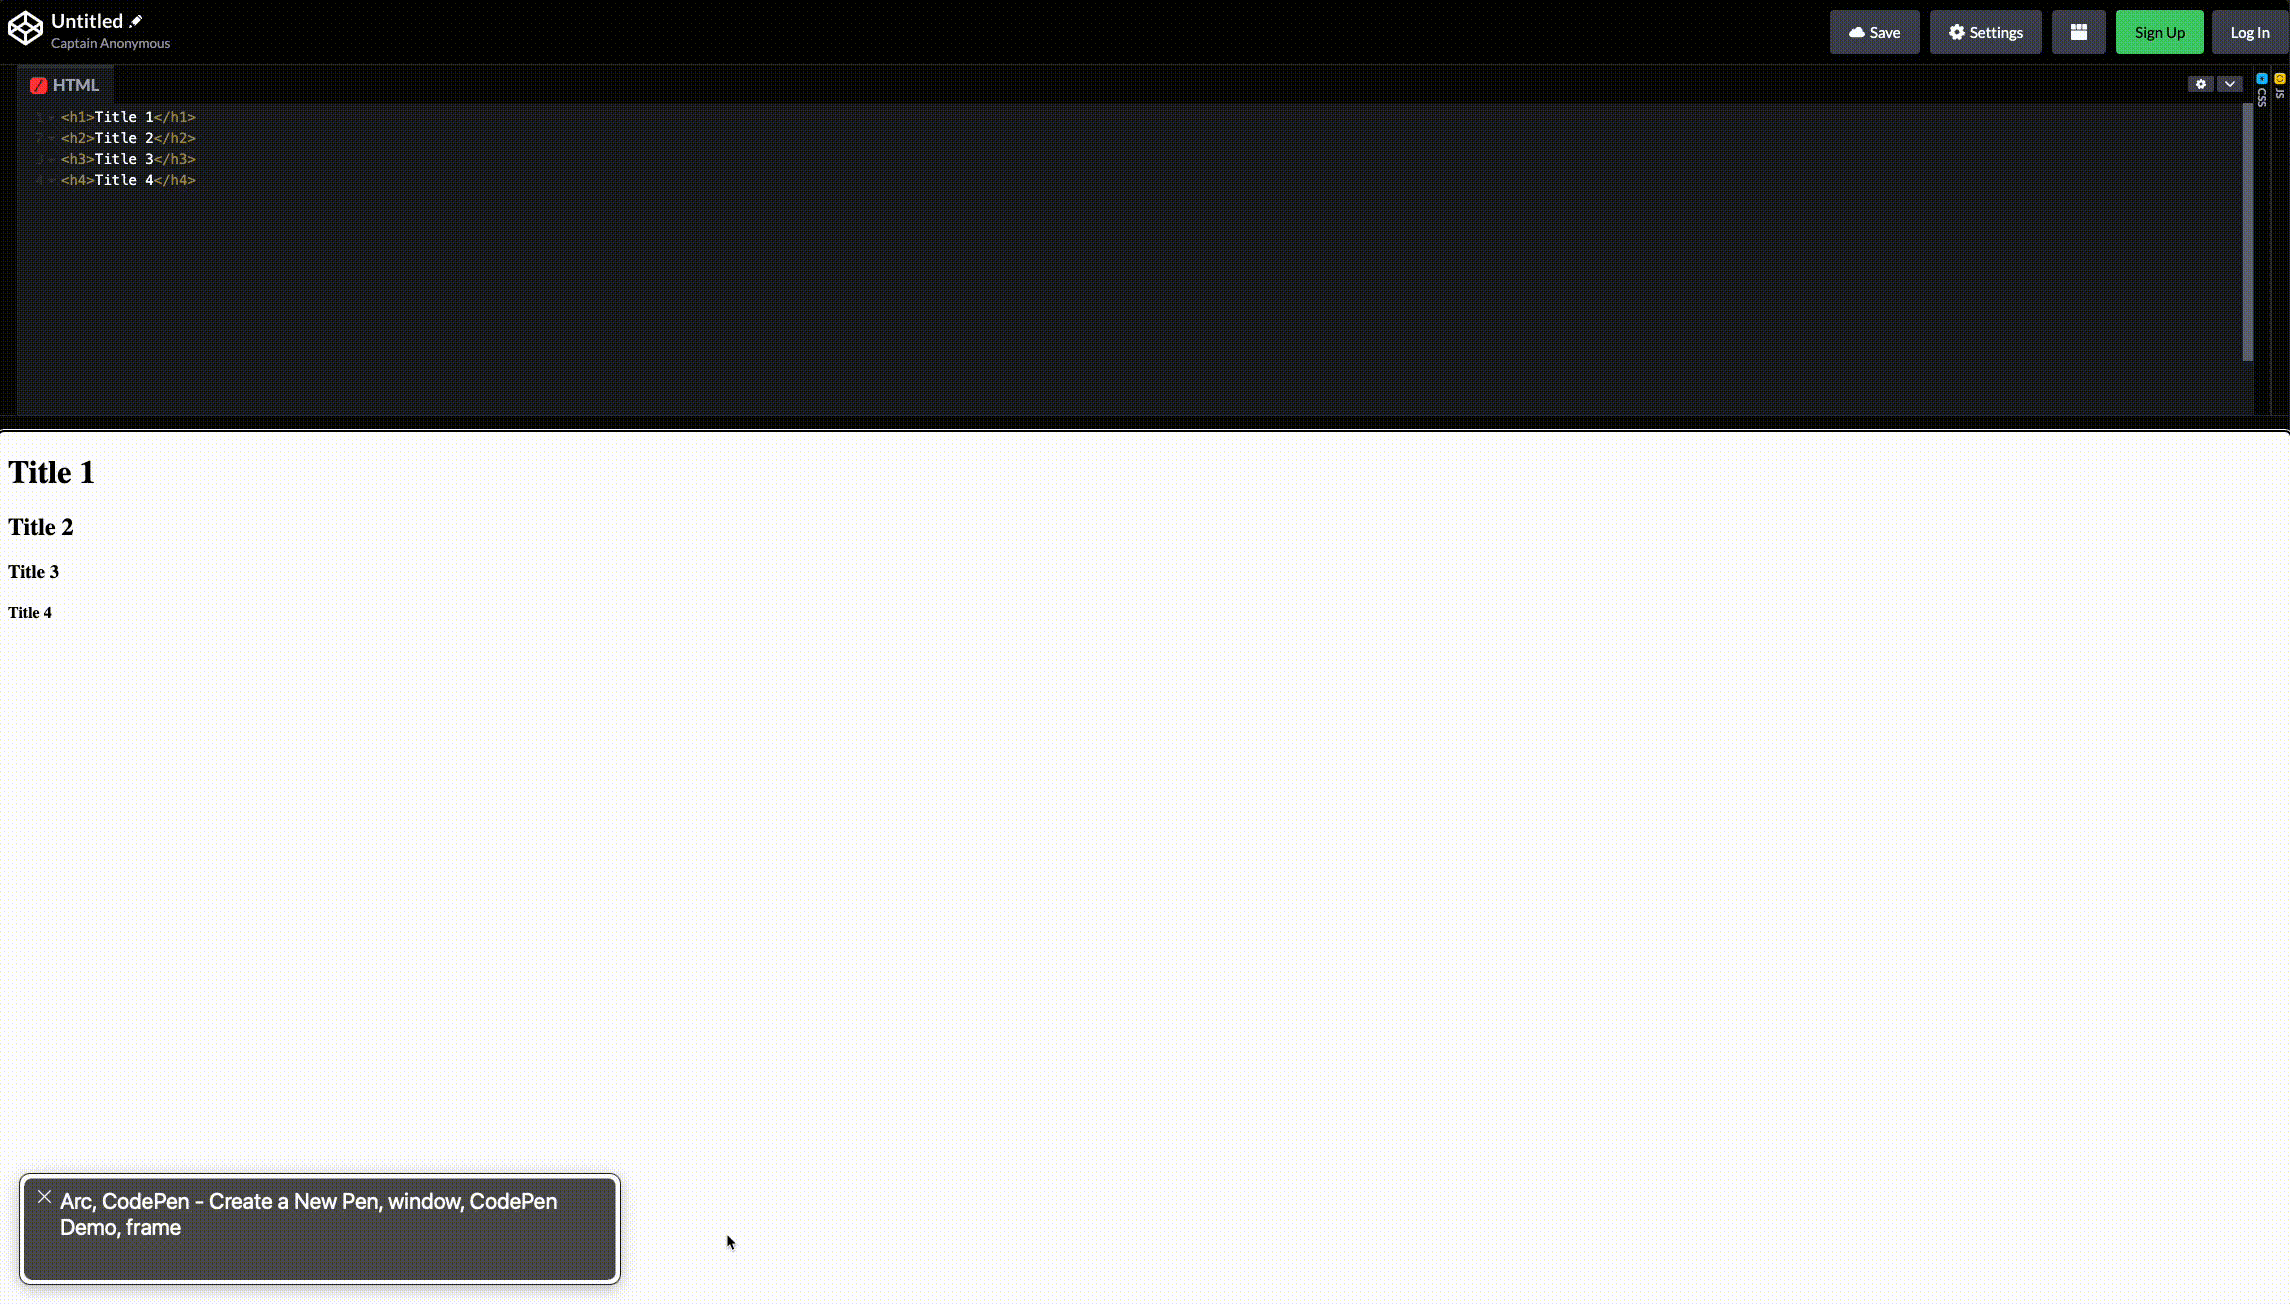 Untitled
Captain Anonymous
Save
Settings
Sign Up
Log In
HTML
CSS
JS
1 <h1>Title 1</h1>
2 <h2>Title 2</h2>
3 <h3>Title 3</h3>
4 <h4>Title 4</h4>
Title 1
Title 2
Title 3
Title 4
Arc, CodePen - Create a New Pen, window, CodePen
Demo, frame